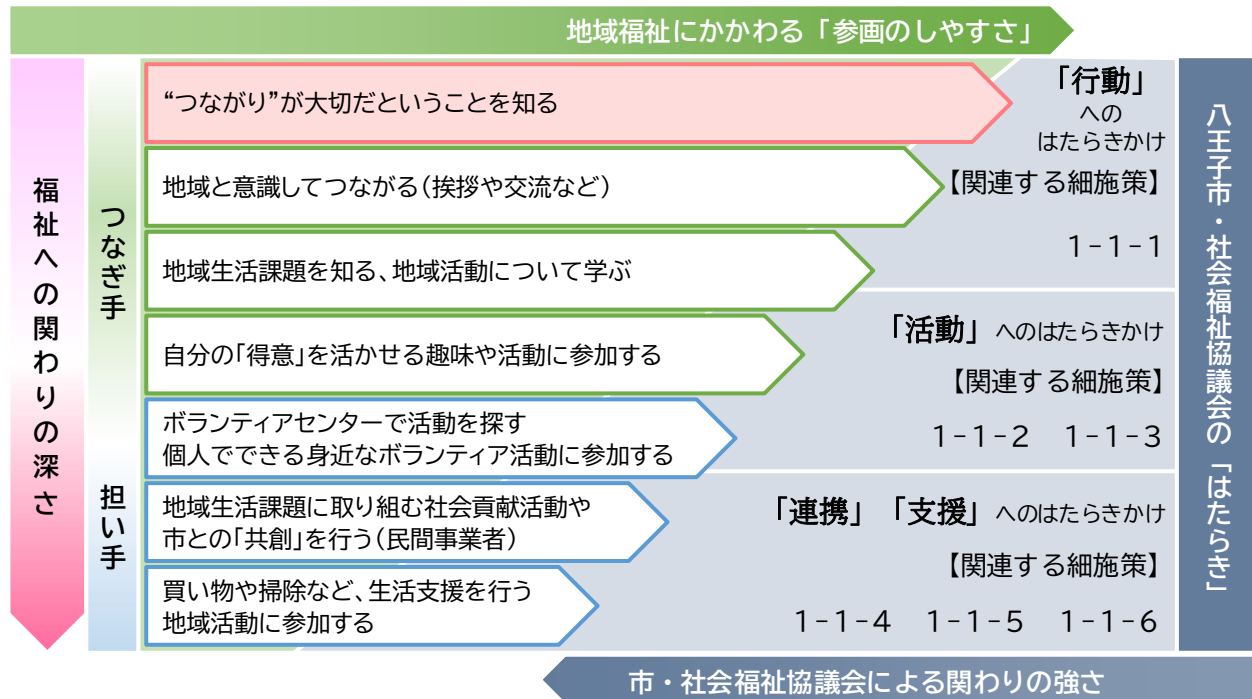 地域福祉にかかわる「参画のしやすさ」
福祉への関わりの深さ
つなぎ手
担い手
“つながり”が大切だということを知る
地域と意識してつながる(挨拶や交流など)
地域生活課題を知る、地域活動について学ぶ
自分の「得意」を活かせる趣味や活動に参加する
ボランティアセンターで活動を探す
個人でできる身近なボランティア活動に参加する
地域生活課題に取り組む社会貢献活動や
市との「共創」を行う(民間事業者)
買い物や掃除など、生活支援を行う
地域活動に参加する
「行動」
への
はたらきかけ
【関連する細施策】
1-1-1
「活動」へのはたらきかけ
【関連する細施策】
1-1-2 1-1-3
「連携」「支援」へのはたらきかけ
【関連する細施策】
1-1-4 1-1-5 1-1-6
八王子市・社会福祉協議会の「はたらき」
市・社会福祉協議会による関わりの強さ